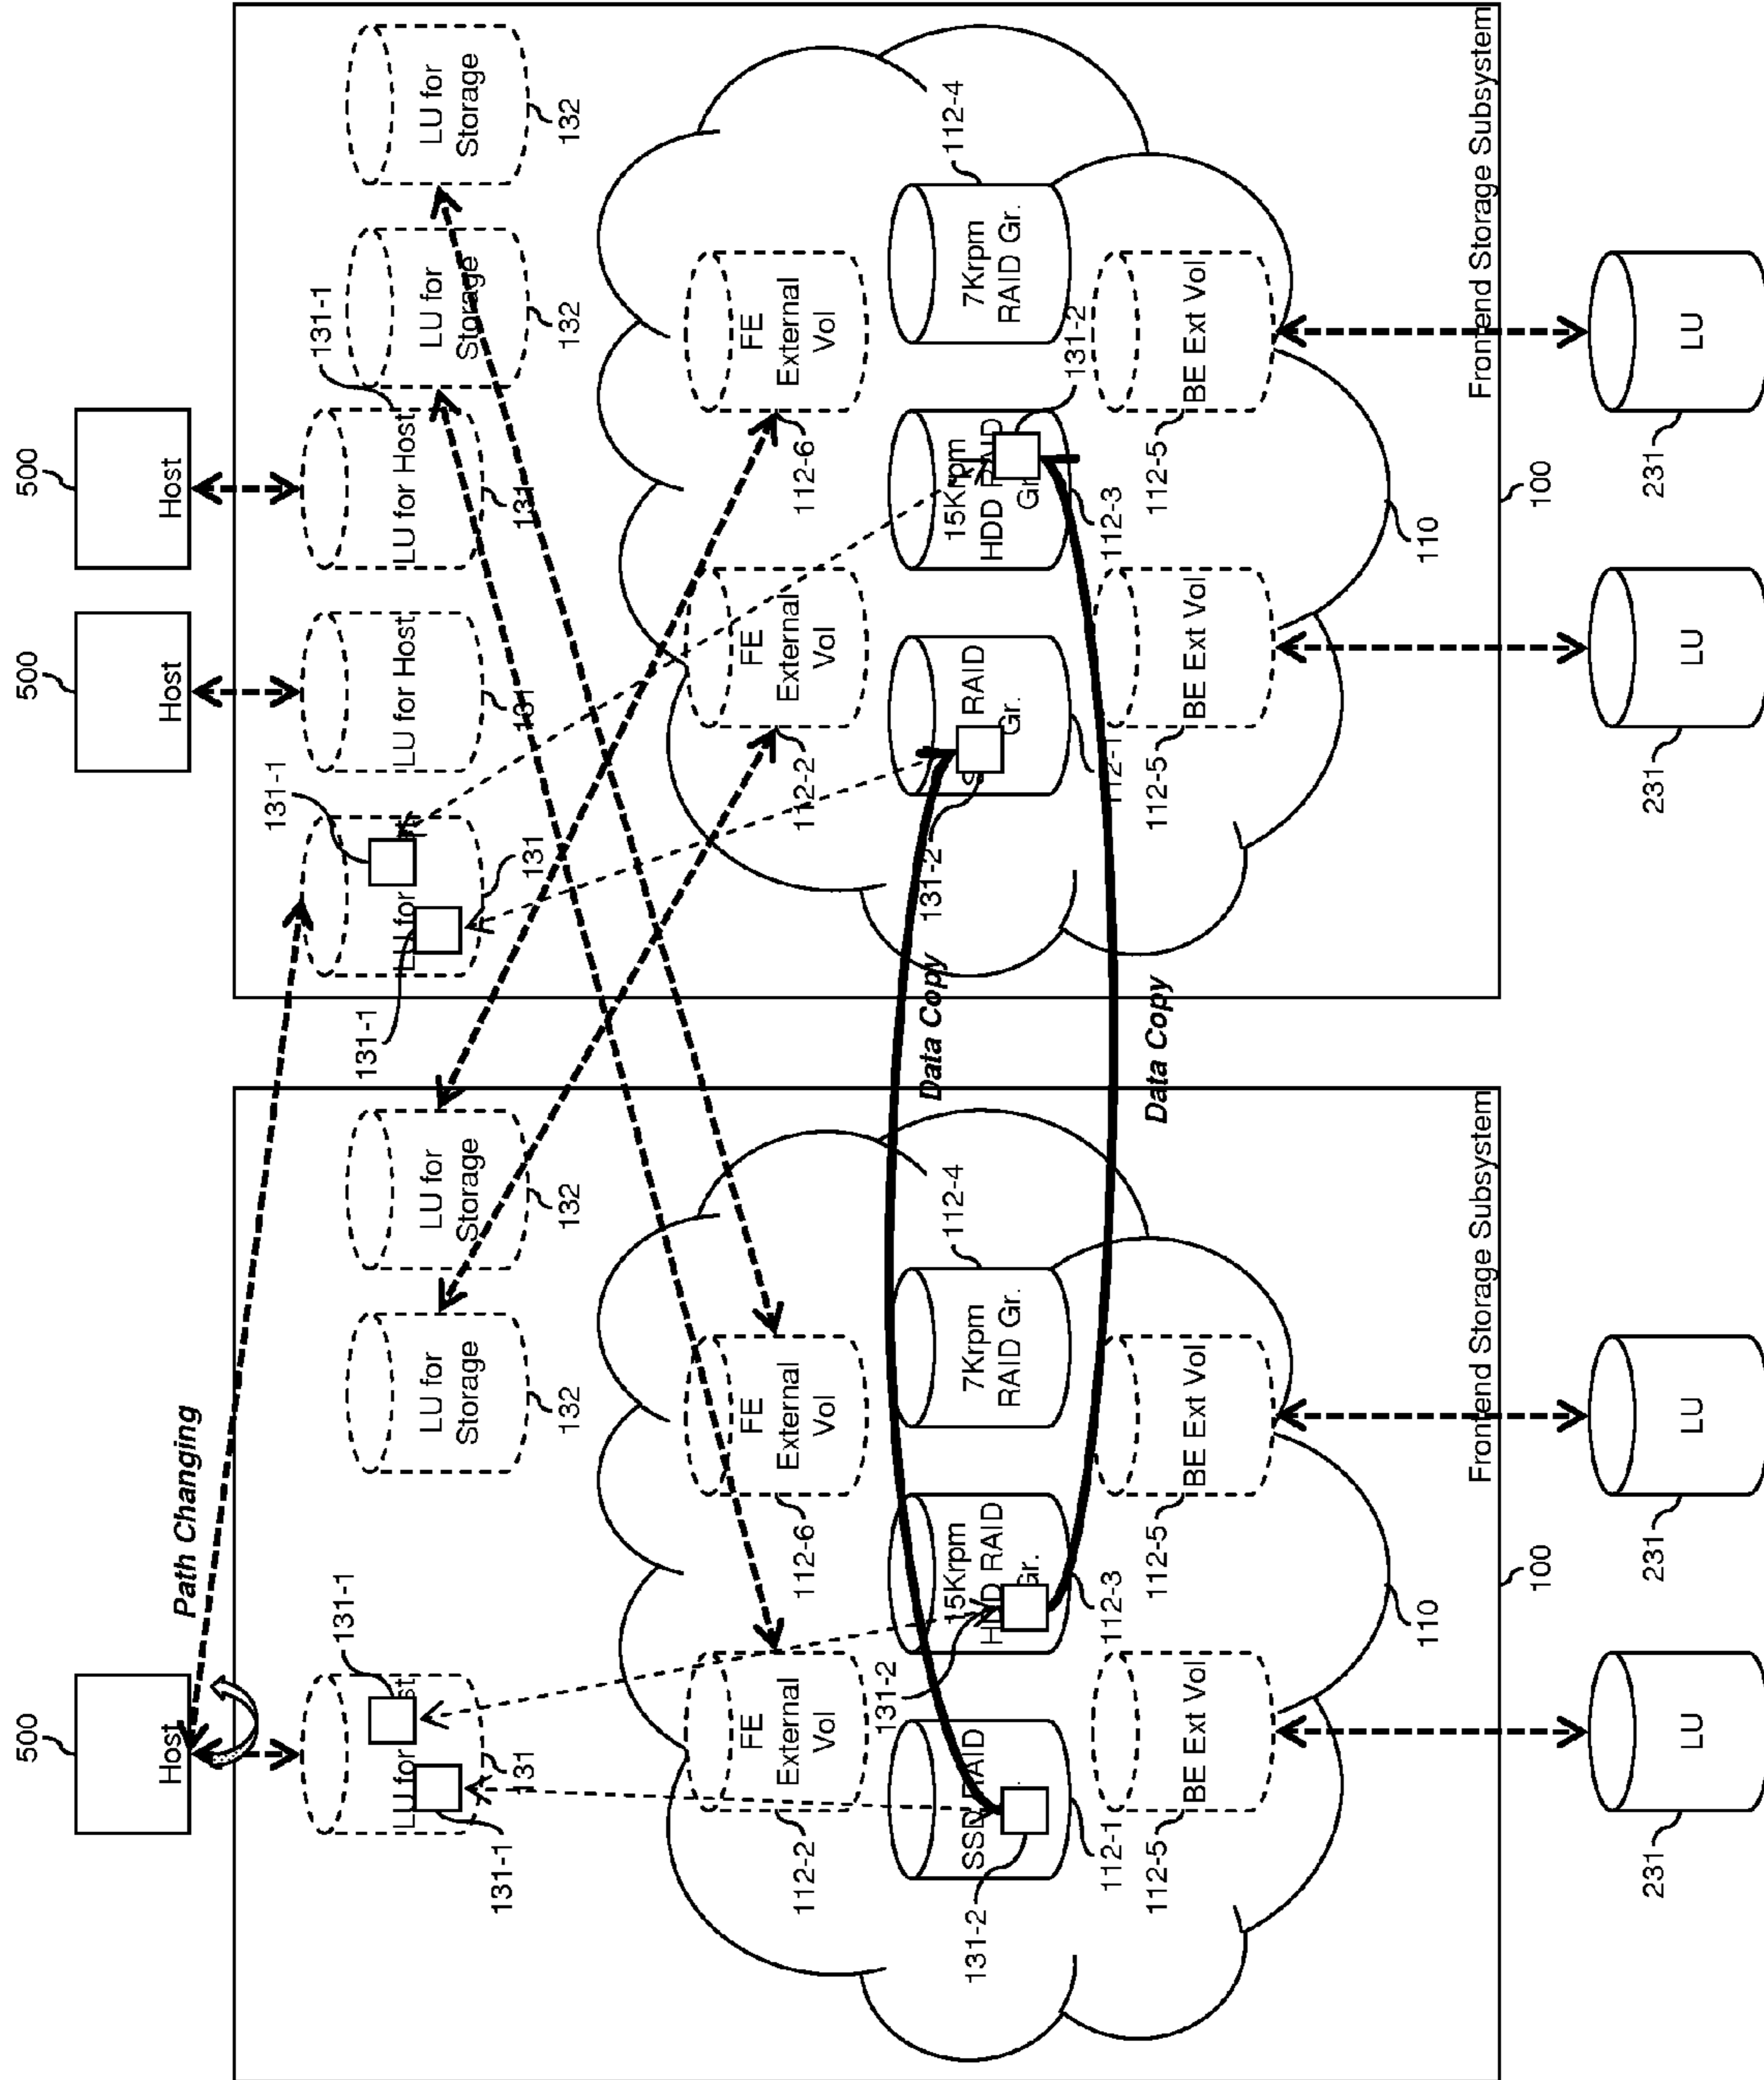 500
500
500
Host
Host
Host
Path Changing
131-1
131-1
131-1
LU for
st
LU for
Storage
LU for
Storage
LU for
LU for Host
LU for Host
LU for
Storage
LU for
Storage
131-1
131
132
132
131-1
131
131
131
132
132
FE
External
Vol
FE
External
Vol
FE
External
Vol
FE
External
Vol
112-2
112-6
112-4
112-2
112-6
112-4
131-2
SSD RAID
.
15Krpm
HDD RAID
Gr.
7Krpm
RAID Gr.
Data Copy
131-2
S RAID
Gr.
15Krpm
HDD RAID
Gr.
7Krpm
RAID Gr.
131-2
112-1
112-3
131-2
112-1
112-3
Data Copy
112-5
BE Ext Vol
112-5
BE Ext Vol
112-5
BE Ext Vol
112-5
BE Ext Vol
110
110
Frontend Storage Subsystem
Frontend Storage Subsystem
100
100
231
231
231
231
LU
LU
LU
LU